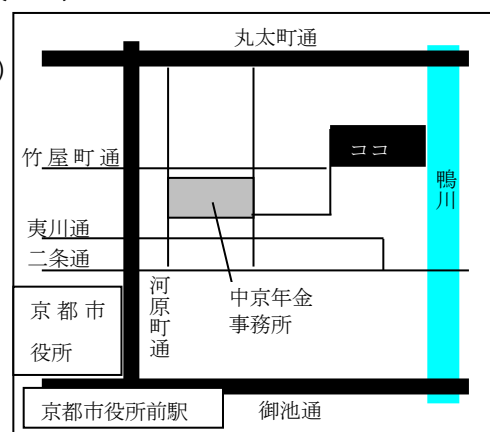 )
丸太町通
竹屋町通
ココ
鴨川
夷川通
二条通
河原町通
中京年金
事務所
京都市
役所
京都市役所前駅
御池通